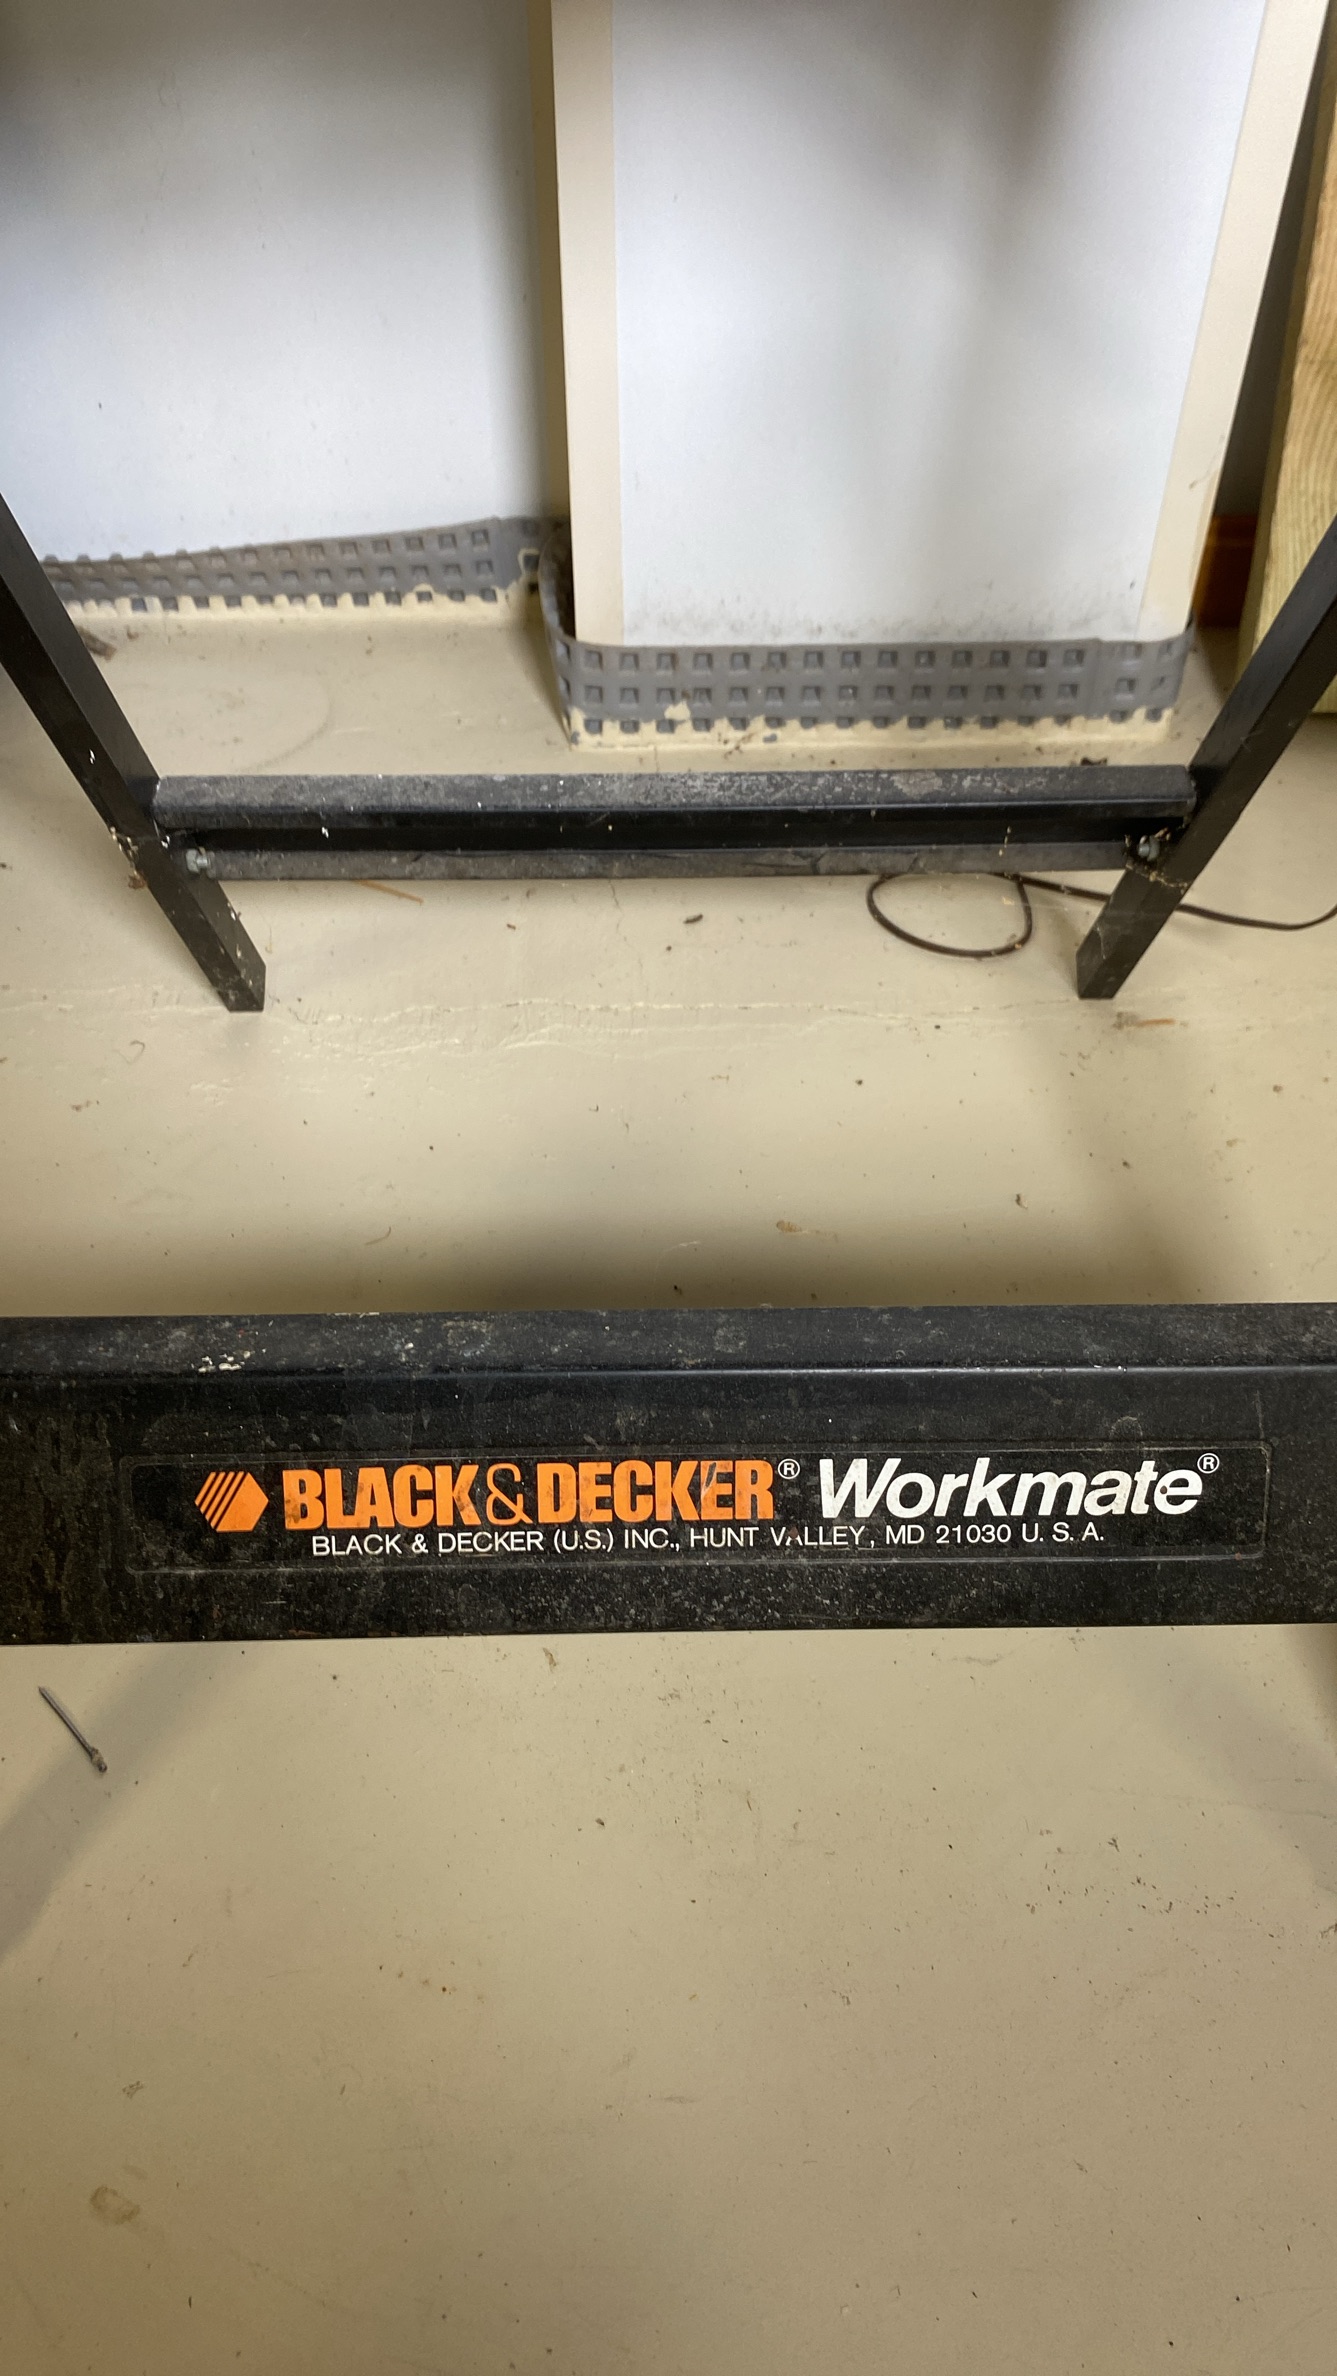 BLACK & DECKER® Workmate®
BLACK & DECKER (U.S.) INC., HUNT VALLEY, MD 21030 U. S. A.